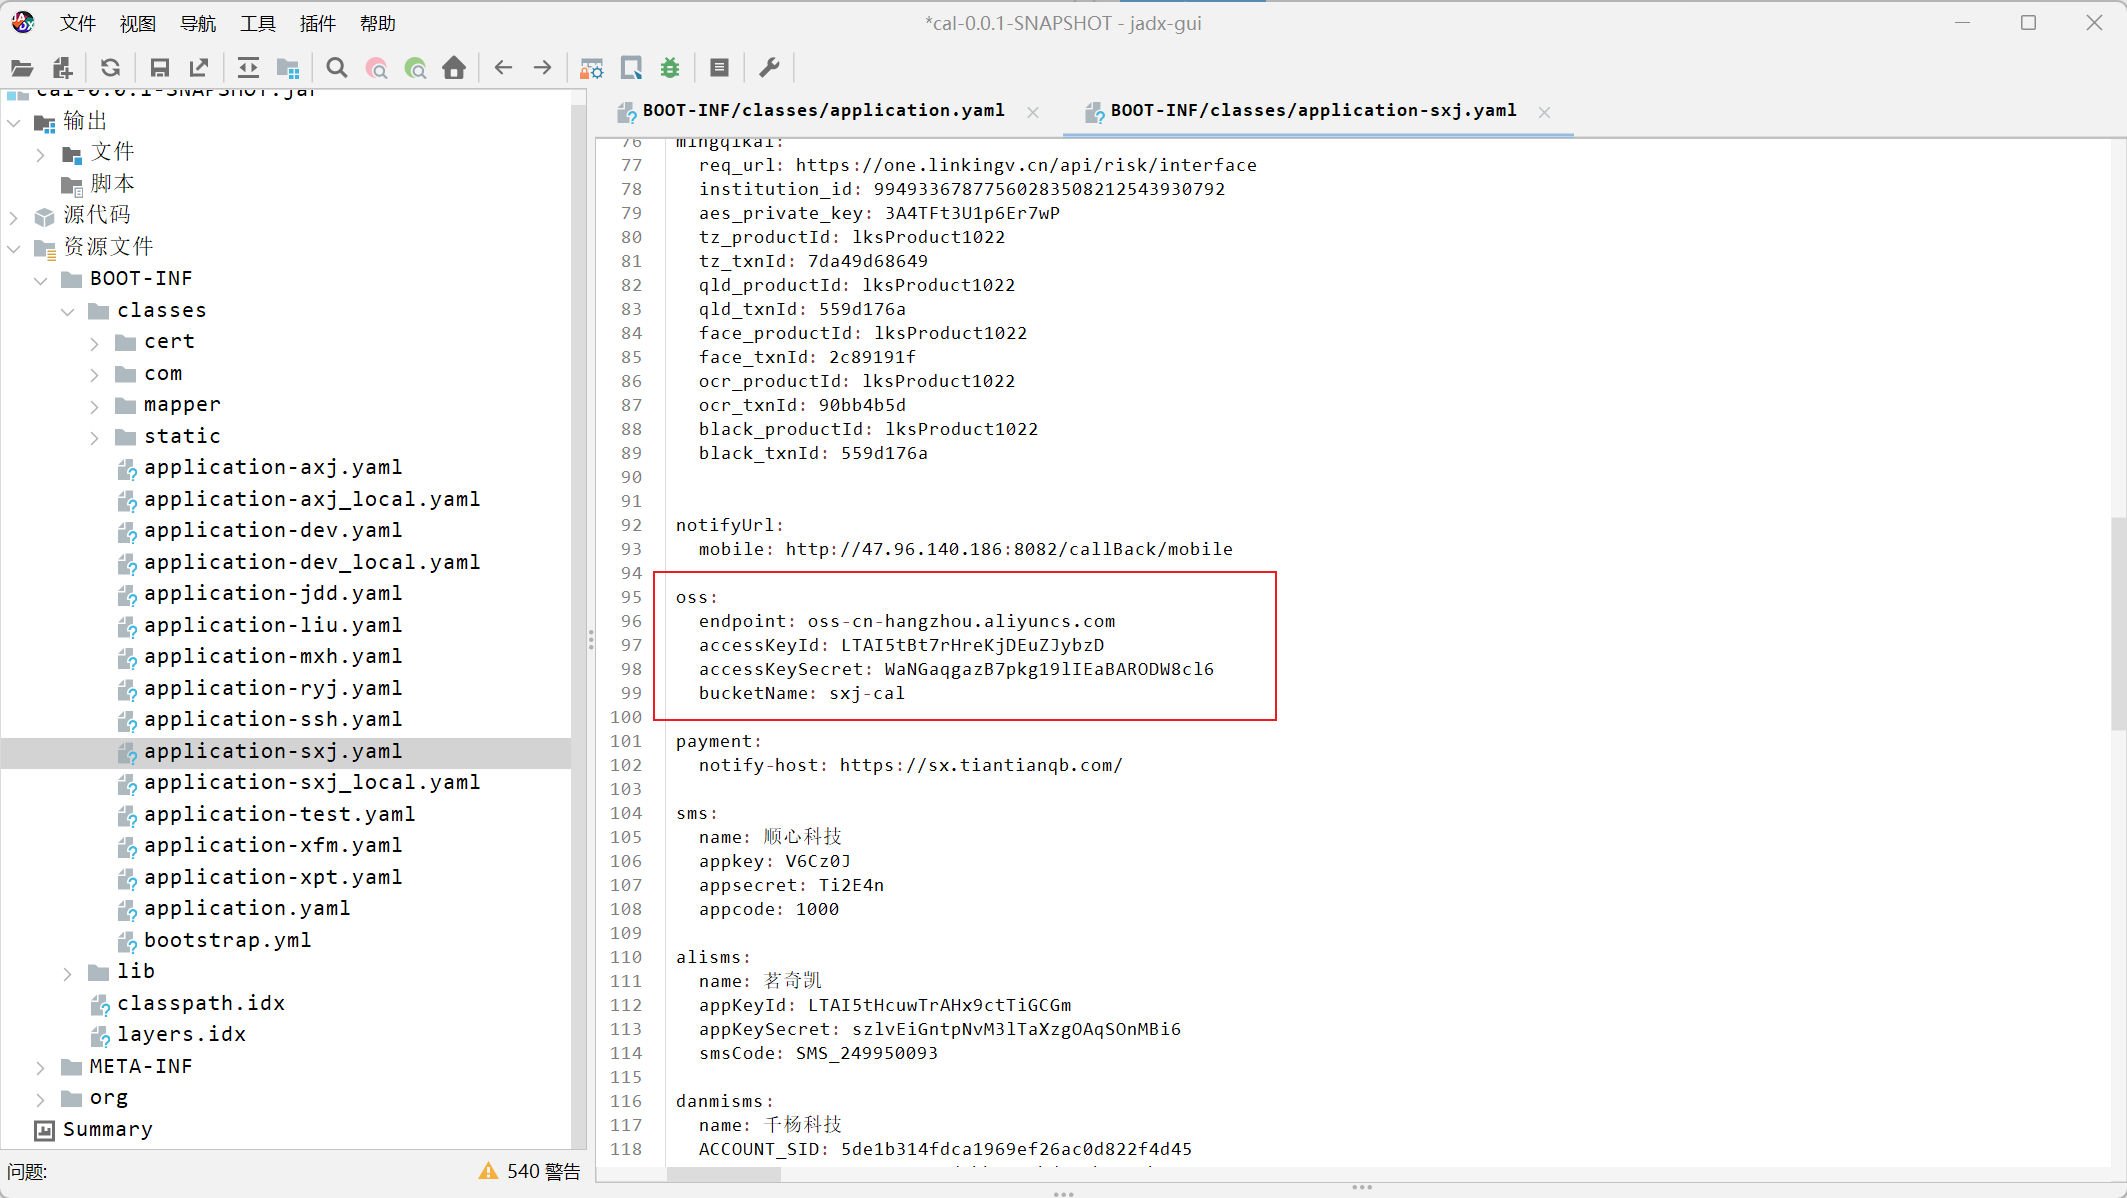 文件 视图 导航 工具 插件 帮助
*cal-0.0.1-SNAPSHOT - jadx-gui
cal-0.0.1-SNAPSHOT.jar
输出
文件
脚本
源代码
资源文件
BOOT-INF
classes
cert
com
mapper
static
application-axj.yaml
application-axj_local.yaml
application-dev.yaml
application-dev_local.yaml
application-jdd.yaml
application-liu.yaml
application-mxh.yaml
application-ryj.yaml
application-ssh.yaml
application-sxj.yaml
application-sxj_local.yaml
application-test.yaml
application-xfm.yaml
application-xpt.yaml
application.yaml
bootstrap.yml
lib
classpath.idx
layers.idx
META-INF
org
Summary
问题:
540 警告
BOOT-INF/classes/application.yaml
BOOT-INF/classes/application-sxj.yaml
76 mingqikai:
77 req_url: https://one.linkingv.cn/api/risk/interface
78 institution_id: 99493367877560283508212543930792
79 aes_private_key: 3A4TFt3U1p6Er7wP
80 tz_productId: lksProduct1022
81 tz_txnId: 7da49d68649
82 qld_productId: lksProduct1022
83 qld_txnId: 559d176a
84 face_productId: lksProduct1022
85 face_txnId: 2c89191f
86 ocr_productId: lksProduct1022
87 ocr_txnId: 90bb4b5d
88 black_productId: lksProduct1022
89 black_txnId: 559d176a
90
91
92 notifyUrl:
93 mobile: http://47.96.140.186:8082/callBack/mobile
94
95 oss:
96 endpoint: oss-cn-hangzhou.aliyuncs.com
97 accessKeyId: LTAI5tBt7rHreKjDEuZJybzD
98 accessKeySecret: WaNGaqgazB7pkg19lIEaBARODW8cl6
99 bucketName: sxj-cal
100
101 payment:
102 notify-host: https://sx.tiantianqb.com/
103
104 sms:
105 name: 顺心科技
106 appkey: V6Cz0J
107 appsecret: Ti2E4n
108 appcode: 1000
109
110 alisms:
111 name: 茗奇凯
112 appKeyId: LTAI5tHcuwTrAHx9ctTiGCGm
113 appKeySecret: szlvEiGntpNvM3lTaXzgOAqSOnMBi6
114 smsCode: SMS_249950093
115
116 danmisms:
117 name: 千杨科技
118 ACCOUNT_SID: 5de1b314fdca1969ef26ac0d822f4d45